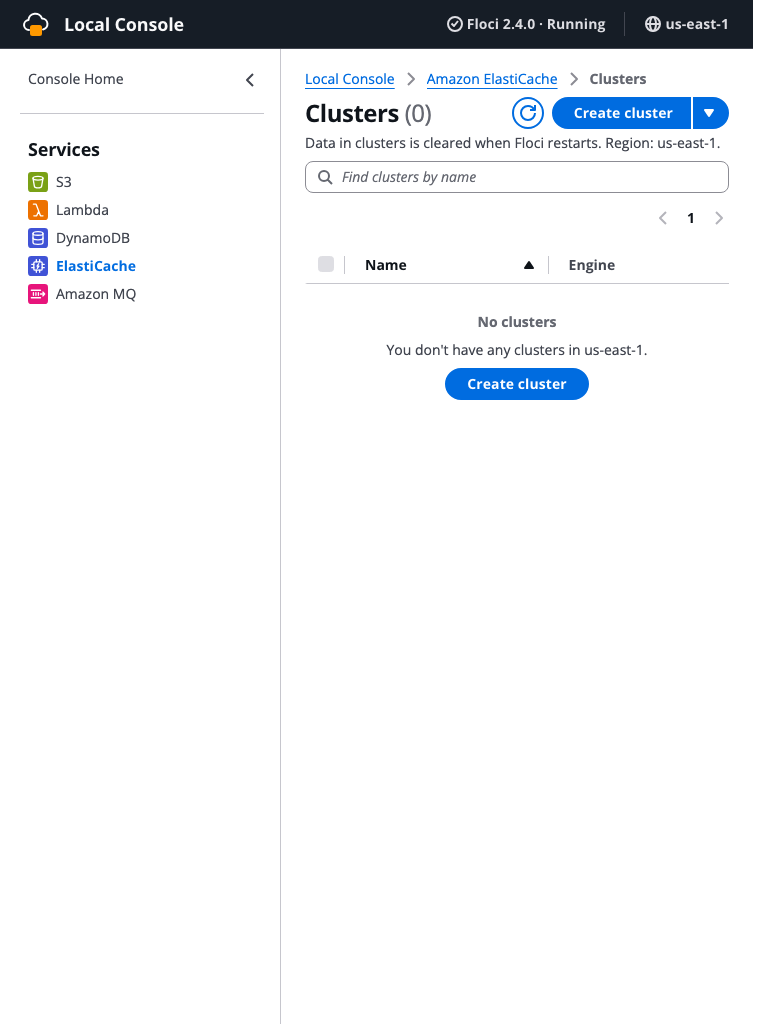 Local Console
Floci 2.4.0 · Running
us-east-1
Console Home
Services
S3
Lambda
DynamoDB
ElastiCache
Amazon MQ
Local Console > Amazon ElastiCache > Clusters
Clusters (0)
Create cluster
Data in clusters is cleared when Floci restarts. Region: us-east-1.
Find clusters by name
1
Name
Engine
No clusters
You don't have any clusters in us-east-1.
Create cluster